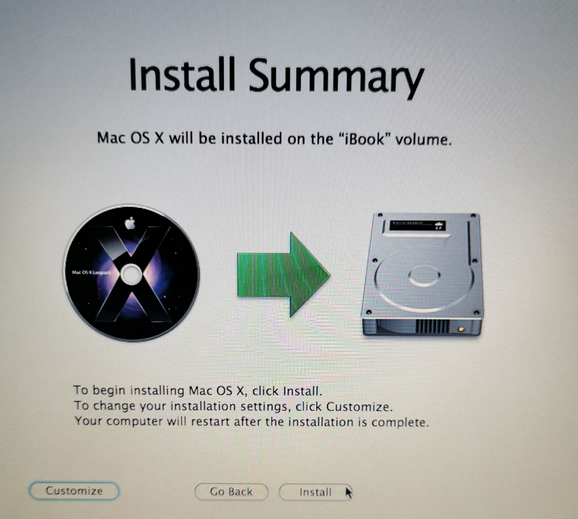 Install Summary
Mac OS X will be installed on the “iBook” volume.
Mac OS X Leopard
To begin installing Mac OS X, click Install.
To change your installation settings, click Customize.
Your computer will restart after the installation is complete.
Customize
Go Back
Install